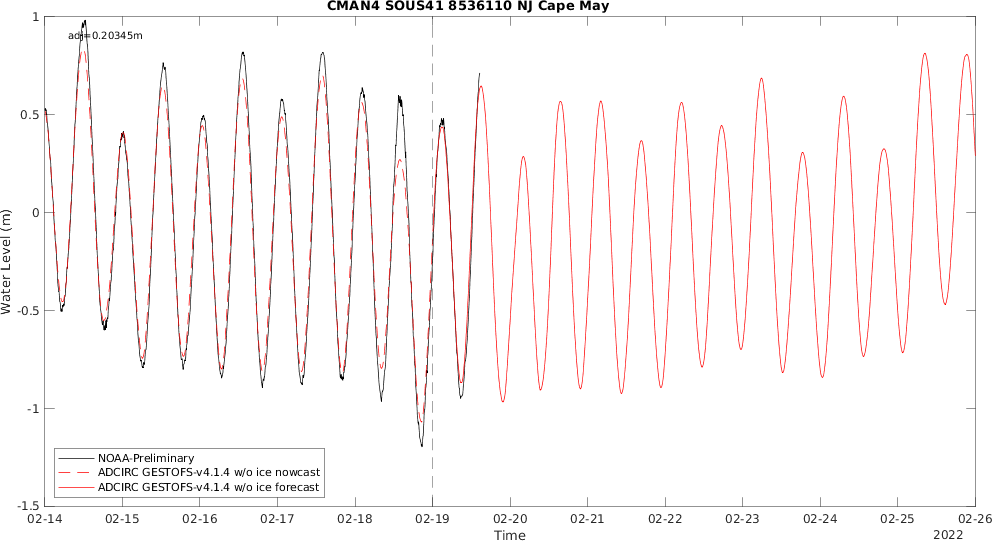 CMAN4 SOUS41 8536110 NJ Cape May
adj=0.20345m
1
0.5
0
-0.5
-1
-1.5
Water Level (m)
NOAA-Preliminary
ADCIRC GESTOFS-v4.1.4 w/o ice nowcast
ADCIRC GESTOFS-v4.1.4 w/o ice forecast
02-14 02-15 02-16 02-17 02-18 02-19 02-20 02-21 02-22 02-23 02-24 02-25 02-26
Time
2022